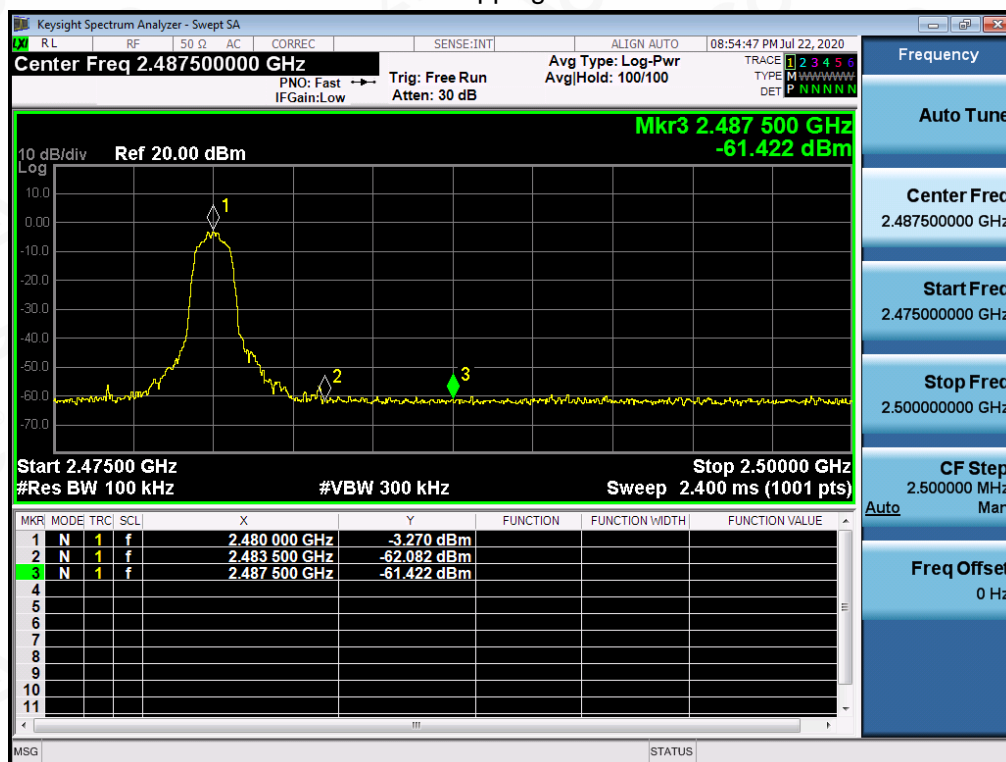 Keysight Spectrum Analyzer - Swept SA
LXI RL RF 50 Ω AC CORREC SENSE:INT ALIGN AUTO 08:54:47 PM Jul 22, 2020
Center Freq 2.487500000 GHz
PNO: Fast
IFGain:Low
Trig: Free Run
Atten: 30 dB
Avg Type: Log-Pwr
Avg|Hold: 100/100
TRACE 1 2 3 4 5 6
TYPE M WWWWW
DET P N N N N N
Mkr3 2.487 500 GHz
-61.422 dBm
10 dB/div Ref 20.00 dBm
Log
10.0
0.00
-10.0
-20.0
-30.0
-40.0
-50.0
-60.0
-70.0
1
2
3
Start 2.47500 GHz Stop 2.50000 GHz
#Res BW 100 kHz #VBW 300 kHz Sweep 2.400 ms (1001 pts)
MKR MODE TRC SCL X Y FUNCTION FUNCTION WIDTH FUNCTION VALUE
1 N 1 f 2.480 000 GHz -3.270 dBm
2 N 1 f 2.483 500 GHz -62.082 dBm
3 N 1 f 2.487 500 GHz -61.422 dBm
4
5
6
7
8
9
10
11
MSG STATUS
Frequency
Auto Tune
Center Freq
2.487500000 GHz
Start Freq
2.475000000 GHz
Stop Freq
2.500000000 GHz
CF Step
2.500000 MHz
Auto Man
Freq Offset
0 Hz